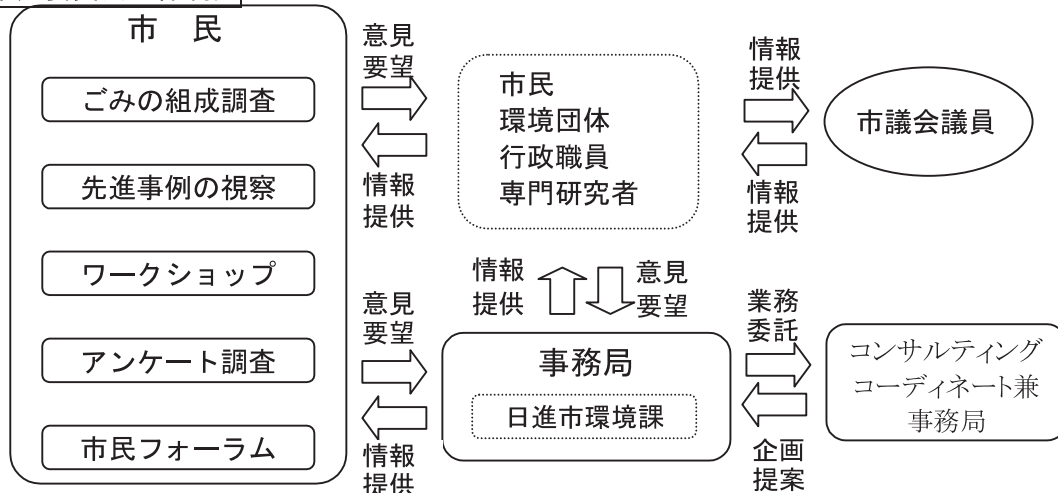 市　民
ごみの組成調査
先進事例の視察
ワークショップ
アンケート調査
市民フォーラム
意見
要望
情報
提供
市民
環境団体
行政職員
専門研究者
情報
提供
情報
提供
市議会議員
情報
提供
意見
要望
意見
要望
情報
提供
事務局
日進市環境課
業務
委託
企画
提案
コンサルティング
コーディネート兼
事務局